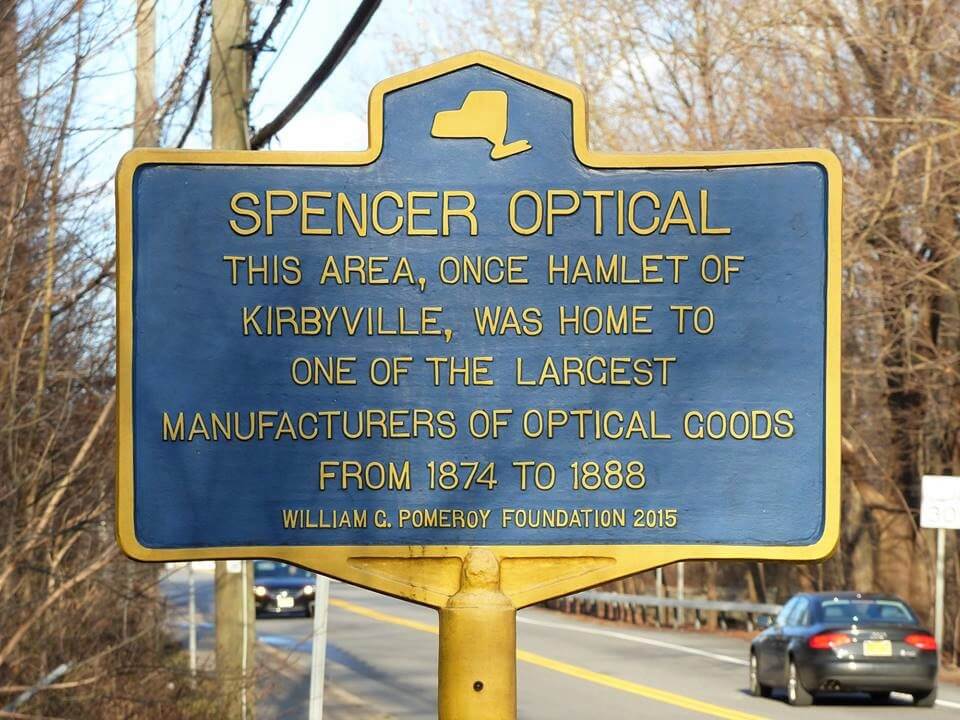 SPENCER OPTICAL
THIS AREA, ONCE HAMLET OF
KIRBYVILLE, WAS HOME TO
ONE OF THE LARGEST
MANUFACTURERS OF OPTICAL GOODS
FROM 1874 TO 1888
WILLIAM G. POMEROY FOUNDATION 2015